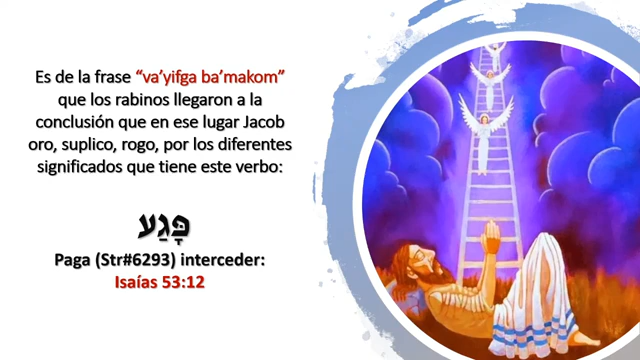 Es de la frase “va’yifga ba’makom”
que los rabinos llegaron a la
conclusión que en ese lugar Jacob
oro, suplico, rogo, por los diferentes
significados que tiene este verbo:
פָּגַע
Paga (Str#6293) interceder:
Isaías 53:12